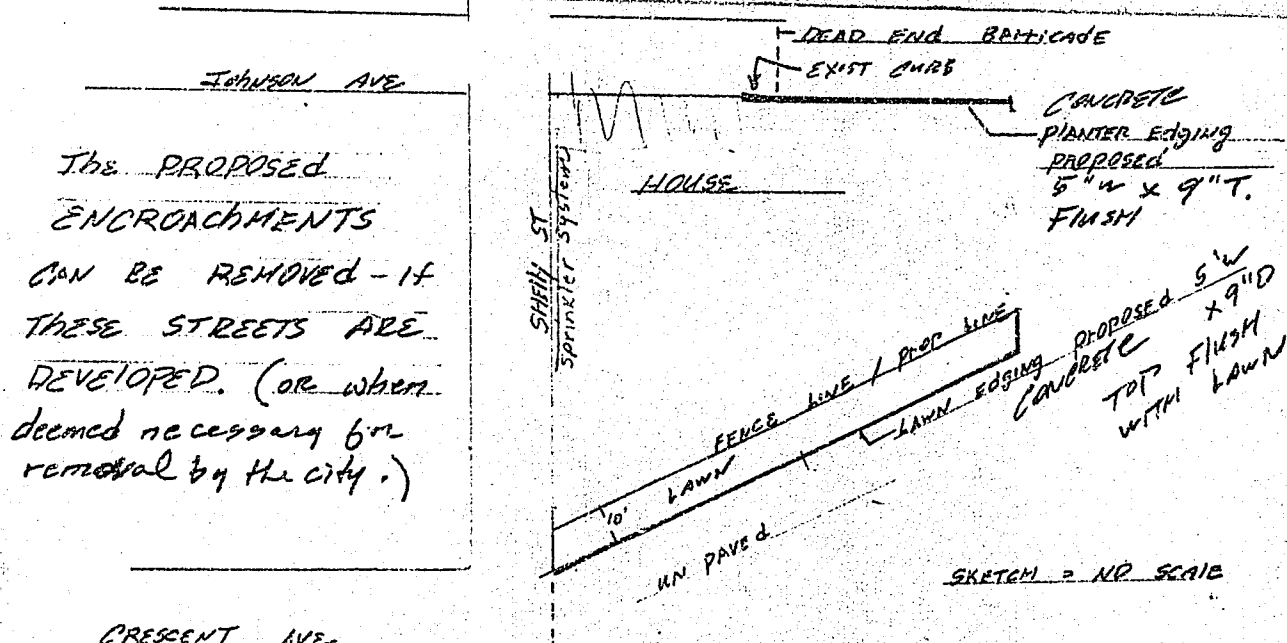 DEAD END BARRICADE
EXIST CURB
JOHNSON AVE
CONCRETE
PLANTER EdgINg
PROPOSEd
5"W x 9"T.
FLUSH
The PROPOSEd
ENCROACHMENTS
CAN BE REMOVEd - IF
THESE STREETS ARE
DEVELOPED. (or when
deemed necessary for
removal by the city.)
HOUSE
ST
sprinkler system
FENCE LINE / PROP LINE
LAWN
10'
LAWN EdgINg PROPOSEd 5"W
CONCRETE x 9"D
TOP FLUSH
WITH LAWN
UN PAVEd
SKETCH = NO SCALE
CRESCENT AVE.